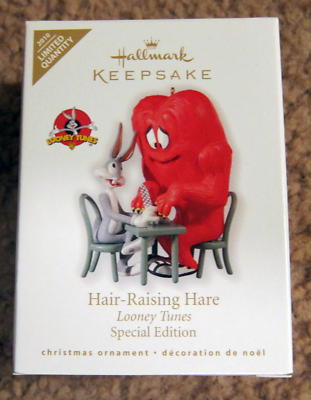 2010
LIMITED
QUANTITY
Hallmark
KEEPSAKE
LOONEY TUNES
Hair-Raising Hare
Looney Tunes
Special Edition
christmas ornament • décoration de noël